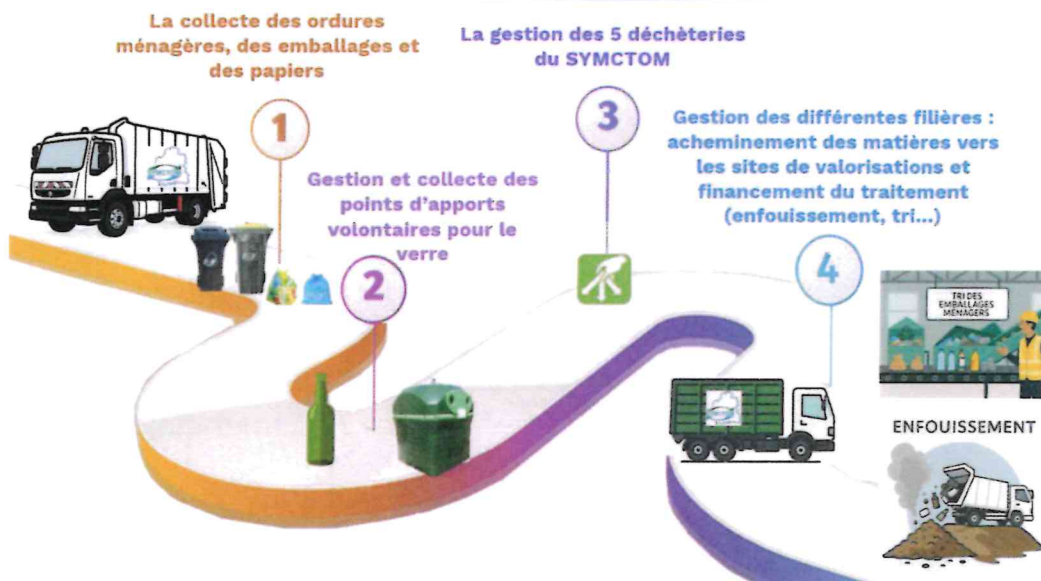 La collecte des ordures
ménagères, des emballages et
des papiers
1
Gestion et collecte des
points d'apports
volontaires pour le
verre
2
La gestion des 5 déchèteries
du SYMCTOM
3
Gestion des différentes filières :
acheminement des matières vers
les sites de valorisations et
financement du traitement
(enfouissement, tri...)
4
TRI DES
EMBALLAGES
MÉNAGERS
ENFOUISSEMENT